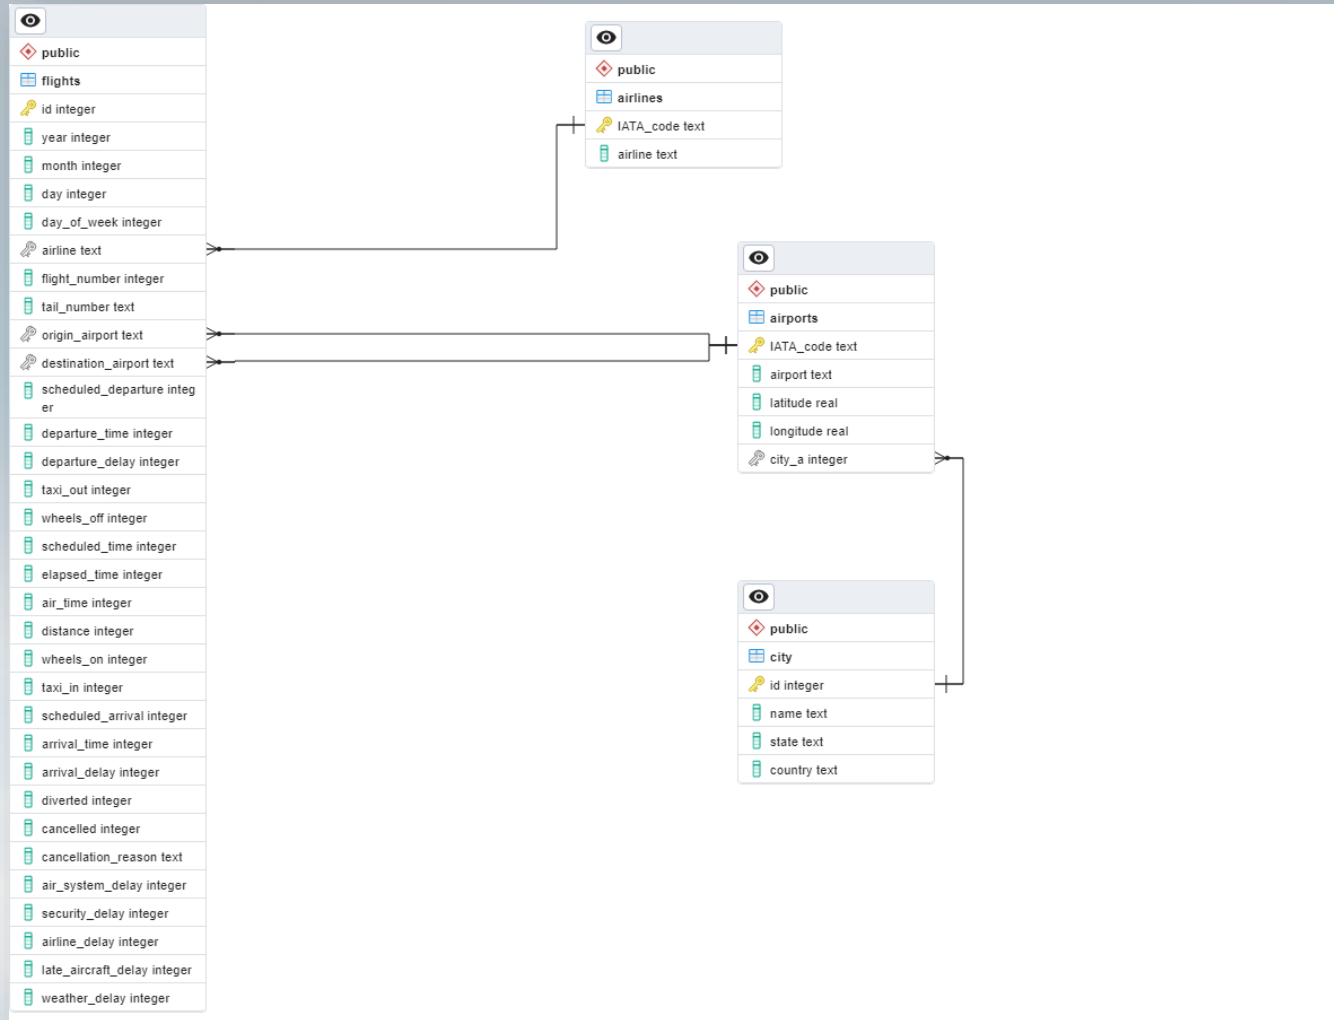 public
flights
id integer
year integer
month integer
day integer
day_of_week integer
airline text
flight_number integer
tail_number text
origin_airport text
destination_airport text
scheduled_departure integ
er
departure_time integer
departure_delay integer
taxi_out integer
wheels_off integer
scheduled_time integer
elapsed_time integer
air_time integer
distance integer
wheels_on integer
taxi_in integer
scheduled_arrival integer
arrival_time integer
arrival_delay integer
diverted integer
cancelled integer
cancellation_reason text
air_system_delay integer
security_delay integer
airline_delay integer
late_aircraft_delay integer
weather_delay integer
public
airlines
IATA_code text
airline text
public
airports
IATA_code text
airport text
latitude real
longitude real
city_a integer
public
city
id integer
name text
state text
country text